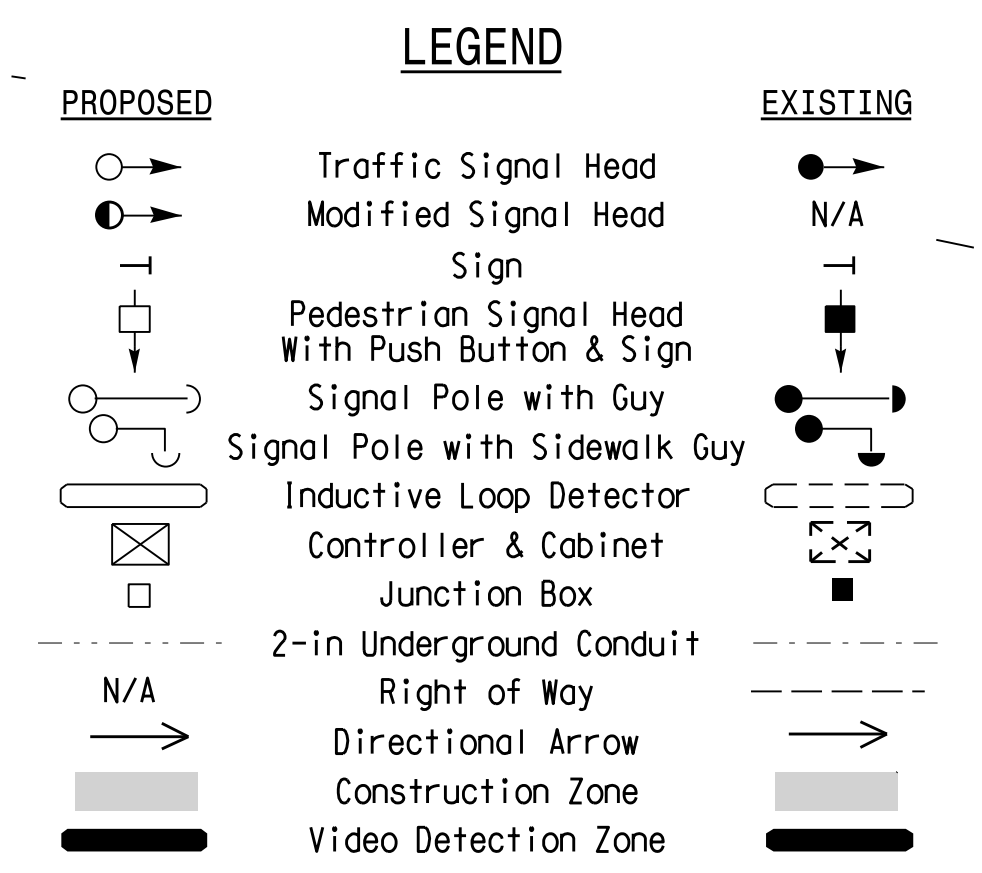 LEGEND
PROPOSED EXISTING
Traffic Signal Head
Modified Signal Head N/A
Sign
Pedestrian Signal Head
With Push Button & Sign
Signal Pole with Guy
Signal Pole with Sidewalk Guy
Inductive Loop Detector
Controller & Cabinet
Junction Box
2-in Underground Conduit
N/A Right of Way
Directional Arrow
Construction Zone
Video Detection Zone